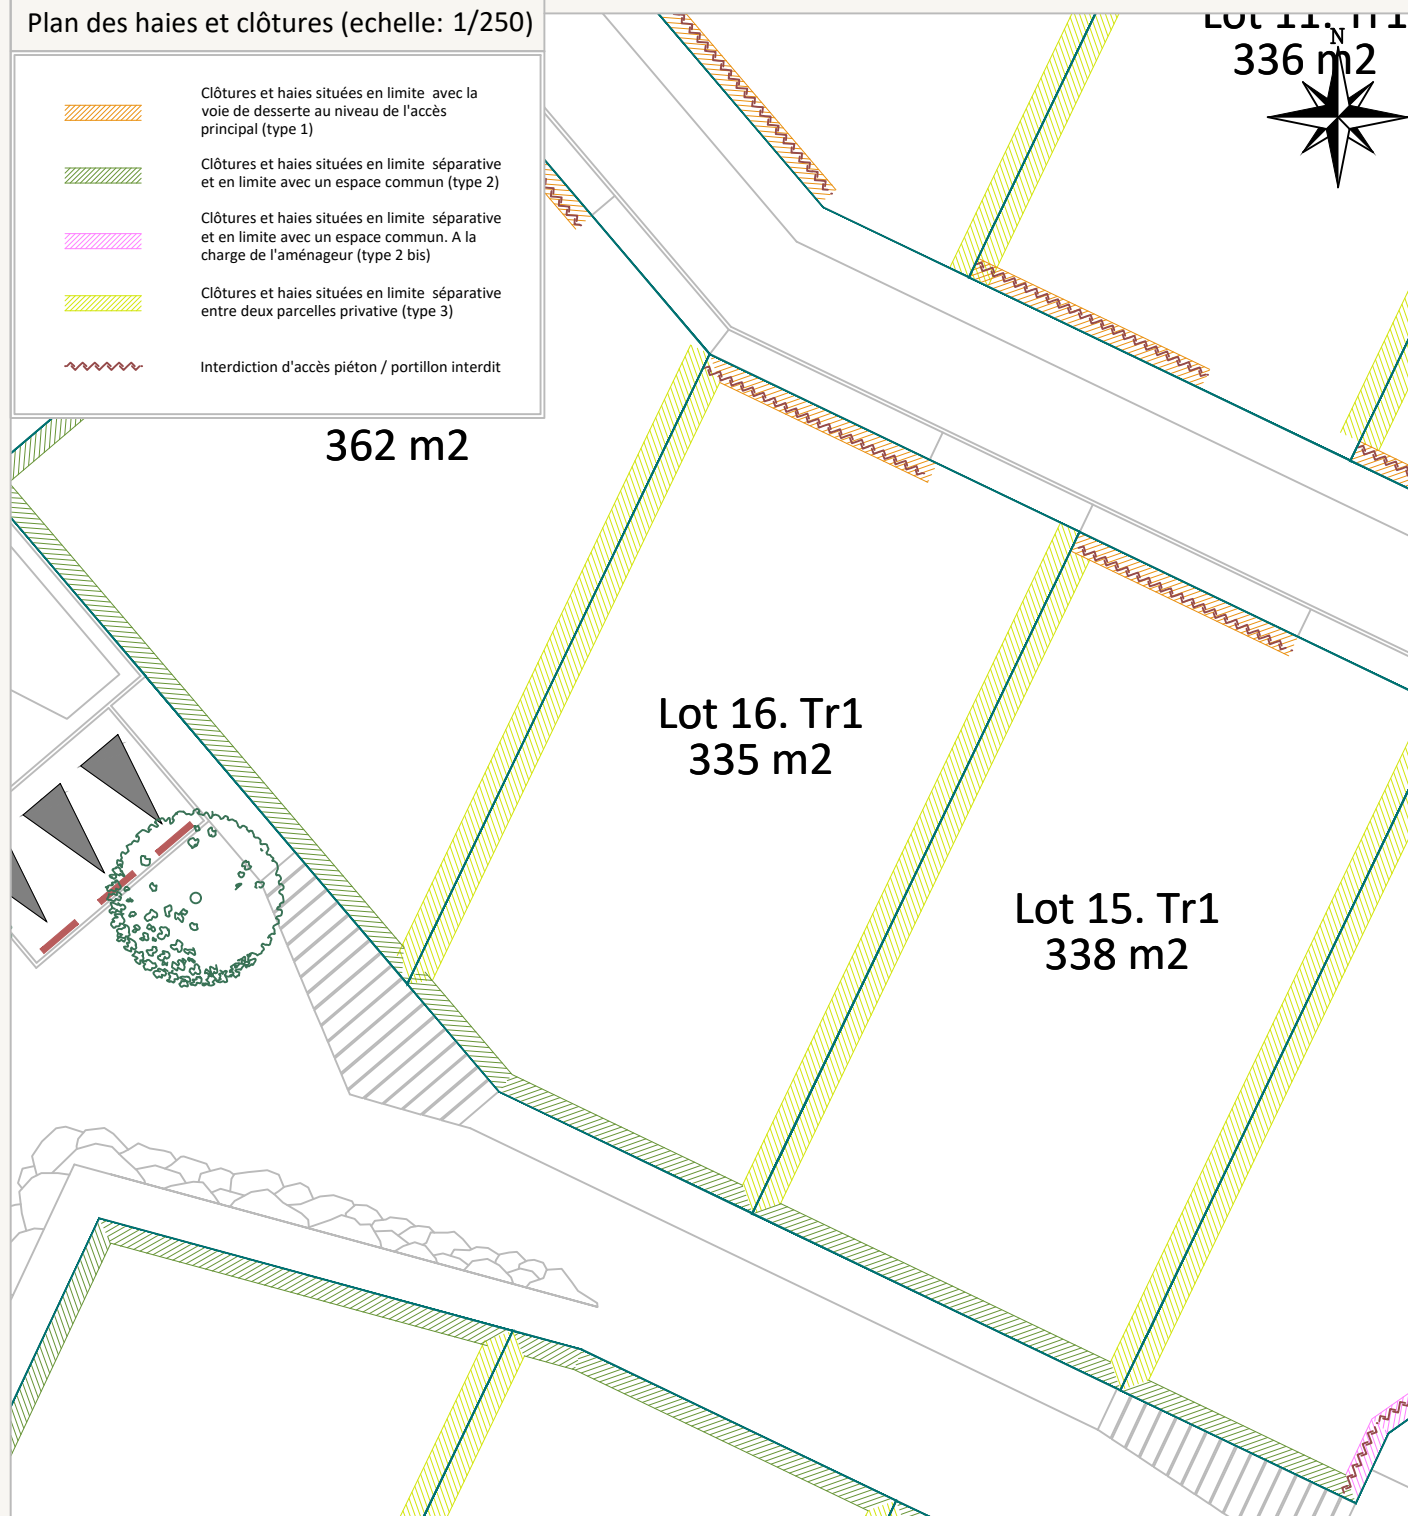 Plan des haies et clôtures (echelle: 1/250)
Clôtures et haies situées en limite avec la
voie de desserte au niveau de l'accès
principal (type 1)
Clôtures et haies situées en limite séparative
et en limite avec un espace commun (type 2)
Clôtures et haies situées en limite séparative
et en limite avec un espace commun. A la
charge de l'aménageur (type 2 bis)
Clôtures et haies situées en limite séparative
entre deux parcelles privative (type 3)
Interdiction d'accès piéton / portillon interdit
Lot 11. Tr1
336 m2
N
362 m2
Lot 16. Tr1
335 m2
Lot 15. Tr1
338 m2